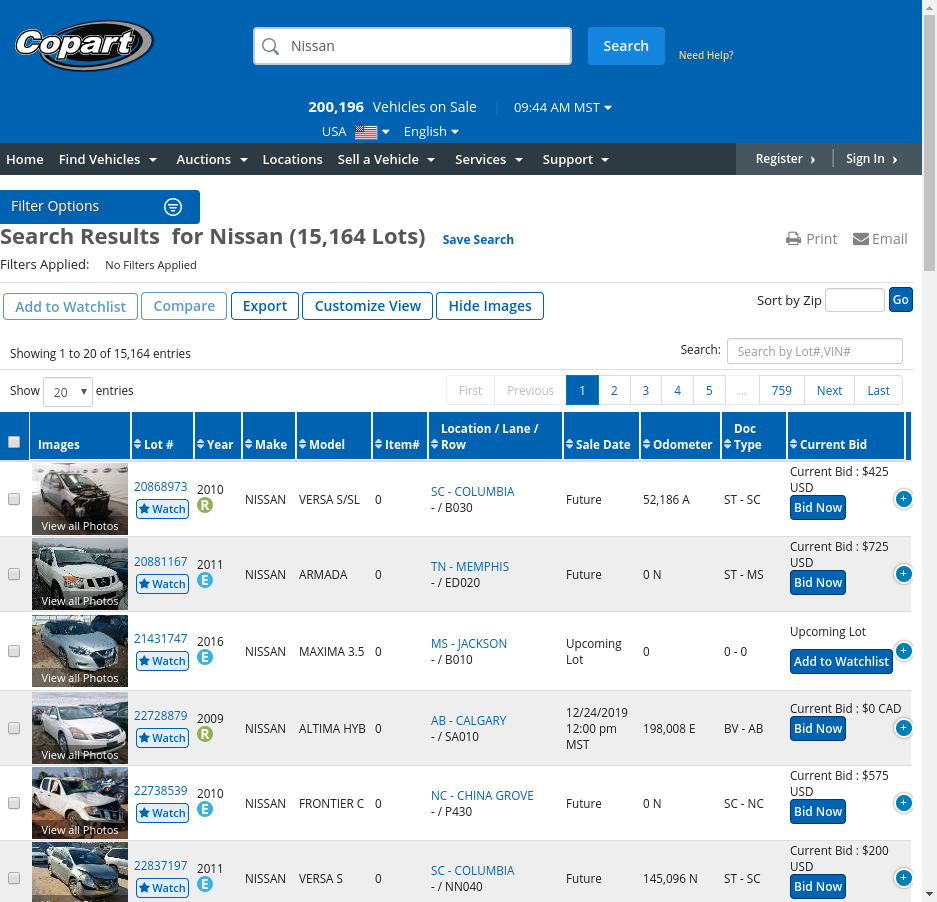 Copart
Nissan
Search
Need Help?
200,196 Vehicles on Sale | 09:44 AM MST
USA English
Home Find Vehicles Auctions Locations Sell a Vehicle Services Support Register › Sign In ›
Filter Options
Search Results for Nissan (15,164 Lots) Save Search Print Email
Filters Applied: No Filters Applied
Add to Watchlist Compare Export Customize View Hide Images Sort by Zip Go
Showing 1 to 20 of 15,164 entries Search: Search by Lot#,VIN#
Show 20 entries First Previous 1 2 3 4 5 ... 759 Next Last
Images Lot # Year Make Model Item# Location / Lane / Row Sale Date Odometer Doc Type Current Bid
View all Photos 20868973 Watch 2010 R NISSAN VERSA S/SL 0 SC - COLUMBIA - / B030 Future 52,186 A ST - SC Current Bid : $425 USD Bid Now +
View all Photos 20881167 Watch 2011 E NISSAN ARMADA 0 TN - MEMPHIS - / ED020 Future 0 N ST - MS Current Bid : $725 USD Bid Now +
View all Photos 21431747 Watch 2016 E NISSAN MAXIMA 3.5 0 MS - JACKSON - / B010 Upcoming Lot 0 0 - 0 Upcoming Lot Add to Watchlist +
View all Photos 22728879 Watch 2009 R NISSAN ALTIMA HYB 0 AB - CALGARY - / SA010 12/24/2019 12:00 pm MST 198,008 E BV - AB Current Bid : $0 CAD Bid Now +
View all Photos 22738539 Watch 2010 E NISSAN FRONTIER C 0 NC - CHINA GROVE - / P430 Future 0 N SC - NC Current Bid : $575 USD Bid Now +
22837197 Watch 2011 E NISSAN VERSA S 0 SC - COLUMBIA - / NN040 Future 145,096 N ST - SC Current Bid : $200 USD Bid Now +